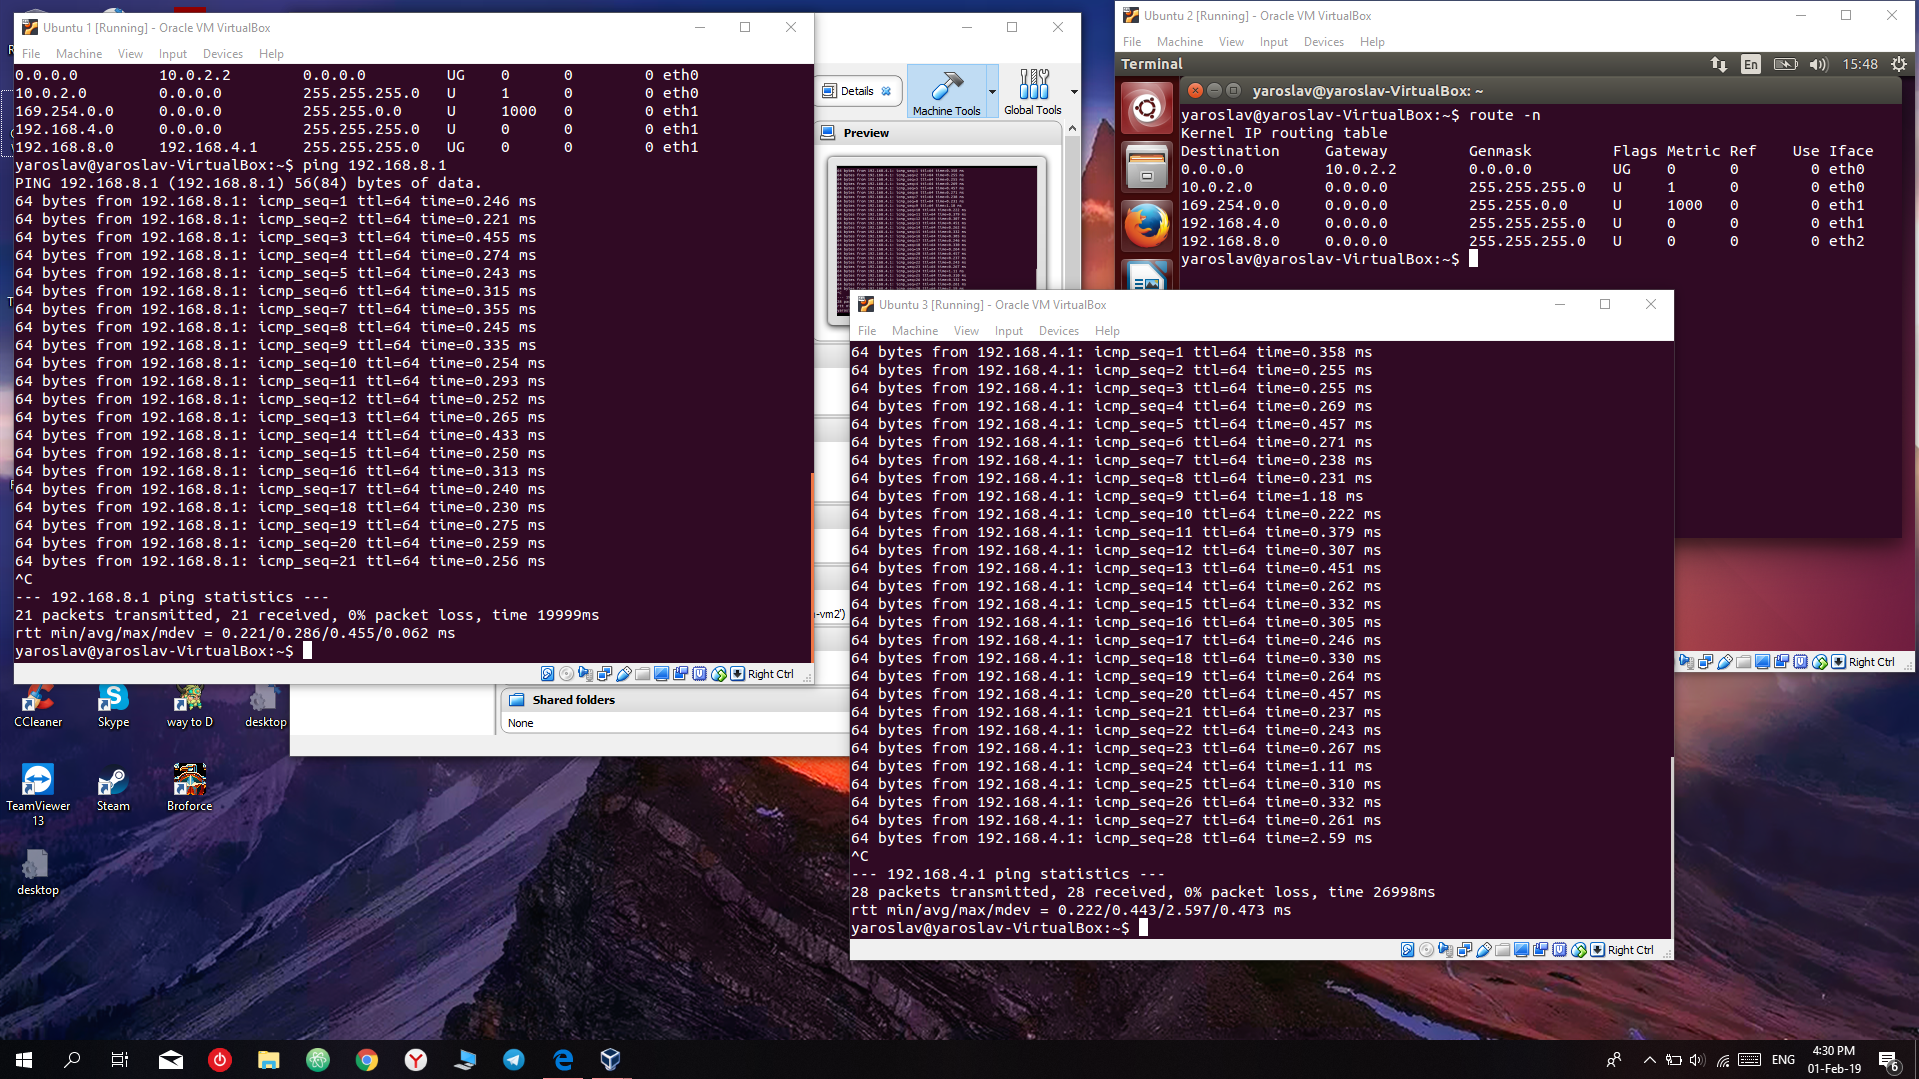 Ubuntu 1 [Running] - Oracle VM VirtualBox
File Machine View Input Devices Help
0.0.0.0 10.0.2.2 0.0.0.0 UG 0 0 0 eth0
10.0.2.0 0.0.0.0 255.255.255.0 U 1 0 0 eth0
169.254.0.0 0.0.0.0 255.255.0.0 U 1000 0 0 eth1
192.168.4.0 0.0.0.0 255.255.255.0 U 0 0 0 eth1
192.168.8.0 192.168.4.1 255.255.255.0 UG 0 0 0 eth1
yaroslav@yaroslav-VirtualBox:~$ ping 192.168.8.1
PING 192.168.8.1 (192.168.8.1) 56(84) bytes of data.
64 bytes from 192.168.8.1: icmp_seq=1 ttl=64 time=0.246 ms
64 bytes from 192.168.8.1: icmp_seq=2 ttl=64 time=0.221 ms
64 bytes from 192.168.8.1: icmp_seq=3 ttl=64 time=0.455 ms
64 bytes from 192.168.8.1: icmp_seq=4 ttl=64 time=0.274 ms
64 bytes from 192.168.8.1: icmp_seq=5 ttl=64 time=0.243 ms
64 bytes from 192.168.8.1: icmp_seq=6 ttl=64 time=0.315 ms
64 bytes from 192.168.8.1: icmp_seq=7 ttl=64 time=0.355 ms
64 bytes from 192.168.8.1: icmp_seq=8 ttl=64 time=0.245 ms
64 bytes from 192.168.8.1: icmp_seq=9 ttl=64 time=0.335 ms
64 bytes from 192.168.8.1: icmp_seq=10 ttl=64 time=0.254 ms
64 bytes from 192.168.8.1: icmp_seq=11 ttl=64 time=0.293 ms
64 bytes from 192.168.8.1: icmp_seq=12 ttl=64 time=0.252 ms
64 bytes from 192.168.8.1: icmp_seq=13 ttl=64 time=0.265 ms
64 bytes from 192.168.8.1: icmp_seq=14 ttl=64 time=0.433 ms
64 bytes from 192.168.8.1: icmp_seq=15 ttl=64 time=0.250 ms
64 bytes from 192.168.8.1: icmp_seq=16 ttl=64 time=0.313 ms
64 bytes from 192.168.8.1: icmp_seq=17 ttl=64 time=0.240 ms
64 bytes from 192.168.8.1: icmp_seq=18 ttl=64 time=0.230 ms
64 bytes from 192.168.8.1: icmp_seq=19 ttl=64 time=0.275 ms
64 bytes from 192.168.8.1: icmp_seq=20 ttl=64 time=0.259 ms
64 bytes from 192.168.8.1: icmp_seq=21 ttl=64 time=0.256 ms
^C
--- 192.168.8.1 ping statistics ---
21 packets transmitted, 21 received, 0% packet loss, time 19999ms
rtt min/avg/max/mdev = 0.221/0.286/0.455/0.062 ms
yaroslav@yaroslav-VirtualBox:~$
Right Ctrl
Details
Machine Tools
Global Tools
Preview
-vm2')
Shared folders
None
Ubuntu 2 [Running] - Oracle VM VirtualBox
File Machine View Input Devices Help
Terminal
En
15:48
yaroslav@yaroslav-VirtualBox: ~
yaroslav@yaroslav-VirtualBox:~$ route -n
Kernel IP routing table
Destination Gateway Genmask Flags Metric Ref Use Iface
0.0.0.0 10.0.2.2 0.0.0.0 UG 0 0 0 eth0
10.0.2.0 0.0.0.0 255.255.255.0 U 1 0 0 eth0
169.254.0.0 0.0.0.0 255.255.0.0 U 1000 0 0 eth1
192.168.4.0 0.0.0.0 255.255.255.0 U 0 0 0 eth1
192.168.8.0 0.0.0.0 255.255.255.0 U 0 0 0 eth2
yaroslav@yaroslav-VirtualBox:~$
Right Ctrl
Ubuntu 3 [Running] - Oracle VM VirtualBox
File Machine View Input Devices Help
64 bytes from 192.168.4.1: icmp_seq=1 ttl=64 time=0.358 ms
64 bytes from 192.168.4.1: icmp_seq=2 ttl=64 time=0.255 ms
64 bytes from 192.168.4.1: icmp_seq=3 ttl=64 time=0.255 ms
64 bytes from 192.168.4.1: icmp_seq=4 ttl=64 time=0.269 ms
64 bytes from 192.168.4.1: icmp_seq=5 ttl=64 time=0.457 ms
64 bytes from 192.168.4.1: icmp_seq=6 ttl=64 time=0.271 ms
64 bytes from 192.168.4.1: icmp_seq=7 ttl=64 time=0.238 ms
64 bytes from 192.168.4.1: icmp_seq=8 ttl=64 time=0.231 ms
64 bytes from 192.168.4.1: icmp_seq=9 ttl=64 time=1.18 ms
64 bytes from 192.168.4.1: icmp_seq=10 ttl=64 time=0.222 ms
64 bytes from 192.168.4.1: icmp_seq=11 ttl=64 time=0.379 ms
64 bytes from 192.168.4.1: icmp_seq=12 ttl=64 time=0.307 ms
64 bytes from 192.168.4.1: icmp_seq=13 ttl=64 time=0.451 ms
64 bytes from 192.168.4.1: icmp_seq=14 ttl=64 time=0.262 ms
64 bytes from 192.168.4.1: icmp_seq=15 ttl=64 time=0.332 ms
64 bytes from 192.168.4.1: icmp_seq=16 ttl=64 time=0.305 ms
64 bytes from 192.168.4.1: icmp_seq=17 ttl=64 time=0.246 ms
64 bytes from 192.168.4.1: icmp_seq=18 ttl=64 time=0.330 ms
64 bytes from 192.168.4.1: icmp_seq=19 ttl=64 time=0.264 ms
64 bytes from 192.168.4.1: icmp_seq=20 ttl=64 time=0.457 ms
64 bytes from 192.168.4.1: icmp_seq=21 ttl=64 time=0.237 ms
64 bytes from 192.168.4.1: icmp_seq=22 ttl=64 time=0.243 ms
64 bytes from 192.168.4.1: icmp_seq=23 ttl=64 time=0.267 ms
64 bytes from 192.168.4.1: icmp_seq=24 ttl=64 time=1.11 ms
64 bytes from 192.168.4.1: icmp_seq=25 ttl=64 time=0.310 ms
64 bytes from 192.168.4.1: icmp_seq=26 ttl=64 time=0.332 ms
64 bytes from 192.168.4.1: icmp_seq=27 ttl=64 time=0.261 ms
64 bytes from 192.168.4.1: icmp_seq=28 ttl=64 time=2.59 ms
^C
--- 192.168.4.1 ping statistics ---
28 packets transmitted, 28 received, 0% packet loss, time 26998ms
rtt min/avg/max/mdev = 0.222/0.443/2.597/0.473 ms
yaroslav@yaroslav-VirtualBox:~$
Right Ctrl
CCleaner
Skype
way to D
desktop
TeamViewer 13
Steam
Broforce
desktop
ENG
4:30 PM
01-Feb-19
6